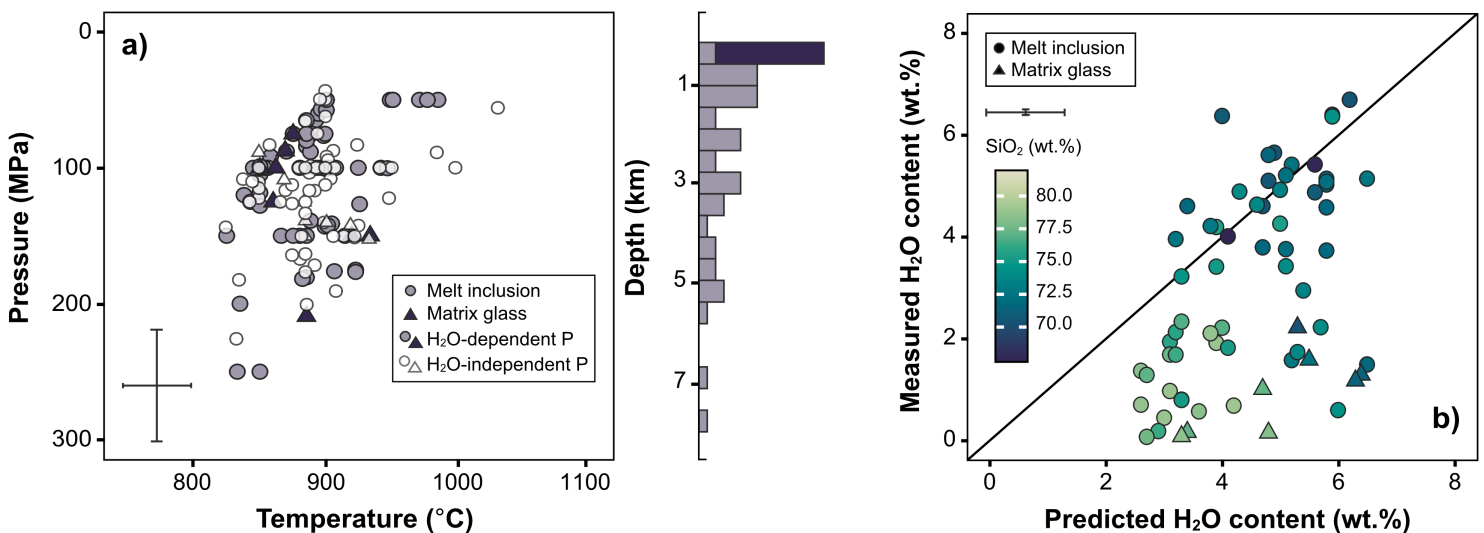 a)
0
100
200
300
Pressure (MPa)
800
900
1000
1100
Temperature (°C)
Melt inclusion
Matrix glass
H₂O-dependent P
H₂O-independent P
Depth (km)
1
3
5
7
Measured H₂O content (wt.%)
8
6
4
2
0
Melt inclusion
Matrix glass
SiO₂ (wt.%)
80.0
77.5
75.0
72.5
70.0
b)
0
2
4
6
8
Predicted H₂O content (wt.%)